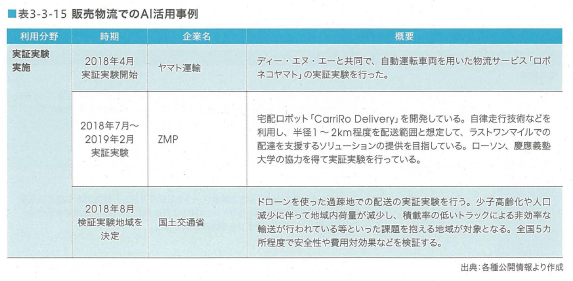 ■表3-3-15 販売物流でのAI活用事例
利用分野 時期 企業名 概要
実証実験
実施
2018年4月
実証実験開始
ヤマト運輸
ディー・エヌ・エーと共同で、自動運転車両を用いた物流サービス「ロボ
ネコヤマト」の実証実験を行った。
2018年7月~
2019年2月
実証実験
ZMP
宅配ロボット「CarriRo Delivery」を開発している。自律走行技術などを
利用し、半径1~2km程度を配送範囲と想定して、ラストワンマイルでの
配達を支援するソリューションの提供を目指している。ローソン、慶應義塾
大学の協力を得て実証実験を行っている。
2018年8月
検証実験地域を
決定
国土交通省
ドローンを使った過疎地での配送の実証実験を行う。少子高齢化や人口
減少に伴って地域内荷量が減少し、積載率の低いトラックによる非効率な
輸送が行われている等といった課題を抱える地域が対象となる。全国5カ
所程度で安全性や費用対効果などを検証する。
出典:各種公開情報より作成